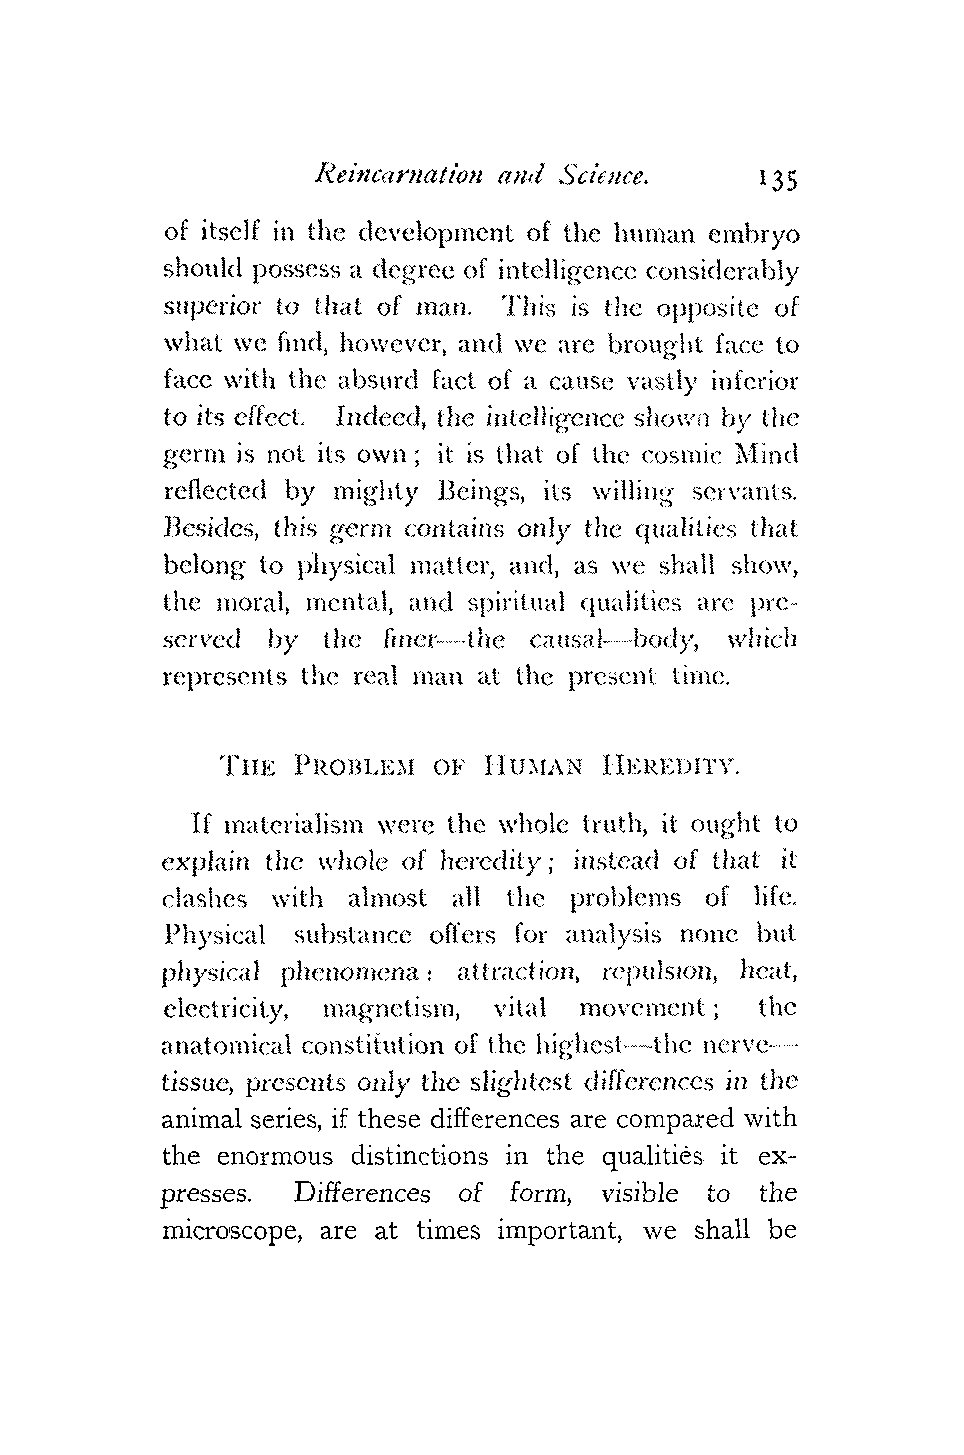 Reincarnation and Science. 135
of itself in the development of the human embryo
should possess a degree of intelligence considerably
superior to that of man. This is the opposite of
what we find, however, and we are brought face to
face with the absurd fact of a cause vastly inferior
to its effect. Indeed, the intelligence shown by the
germ is not its own; it is that of the cosmic Mind
reflected by mighty Beings, its willing servants.
Besides, this germ contains only the qualities that
belong to physical matter, and, as we shall show,
the moral, mental, and spiritual qualities are pre-
served by the finer—the causal—body, which
represents the real man at the present time.
THE PROBLEM OF HUMAN HEREDITY.
If materialism were the whole truth, it ought to
explain the whole of heredity; instead of that it
clashes with almost all the problems of life.
Physical substance offers for analysis none but
physical phenomena: attraction, repulsion, heat,
electricity, magnetism, vital movement; the
anatomical constitution of the highest—the nerve—
tissue, presents only the slightest differences in the
animal series, if these differences are compared with
the enormous distinctions in the qualities it ex-
presses. Differences of form, visible to the
microscope, are at times important, we shall be